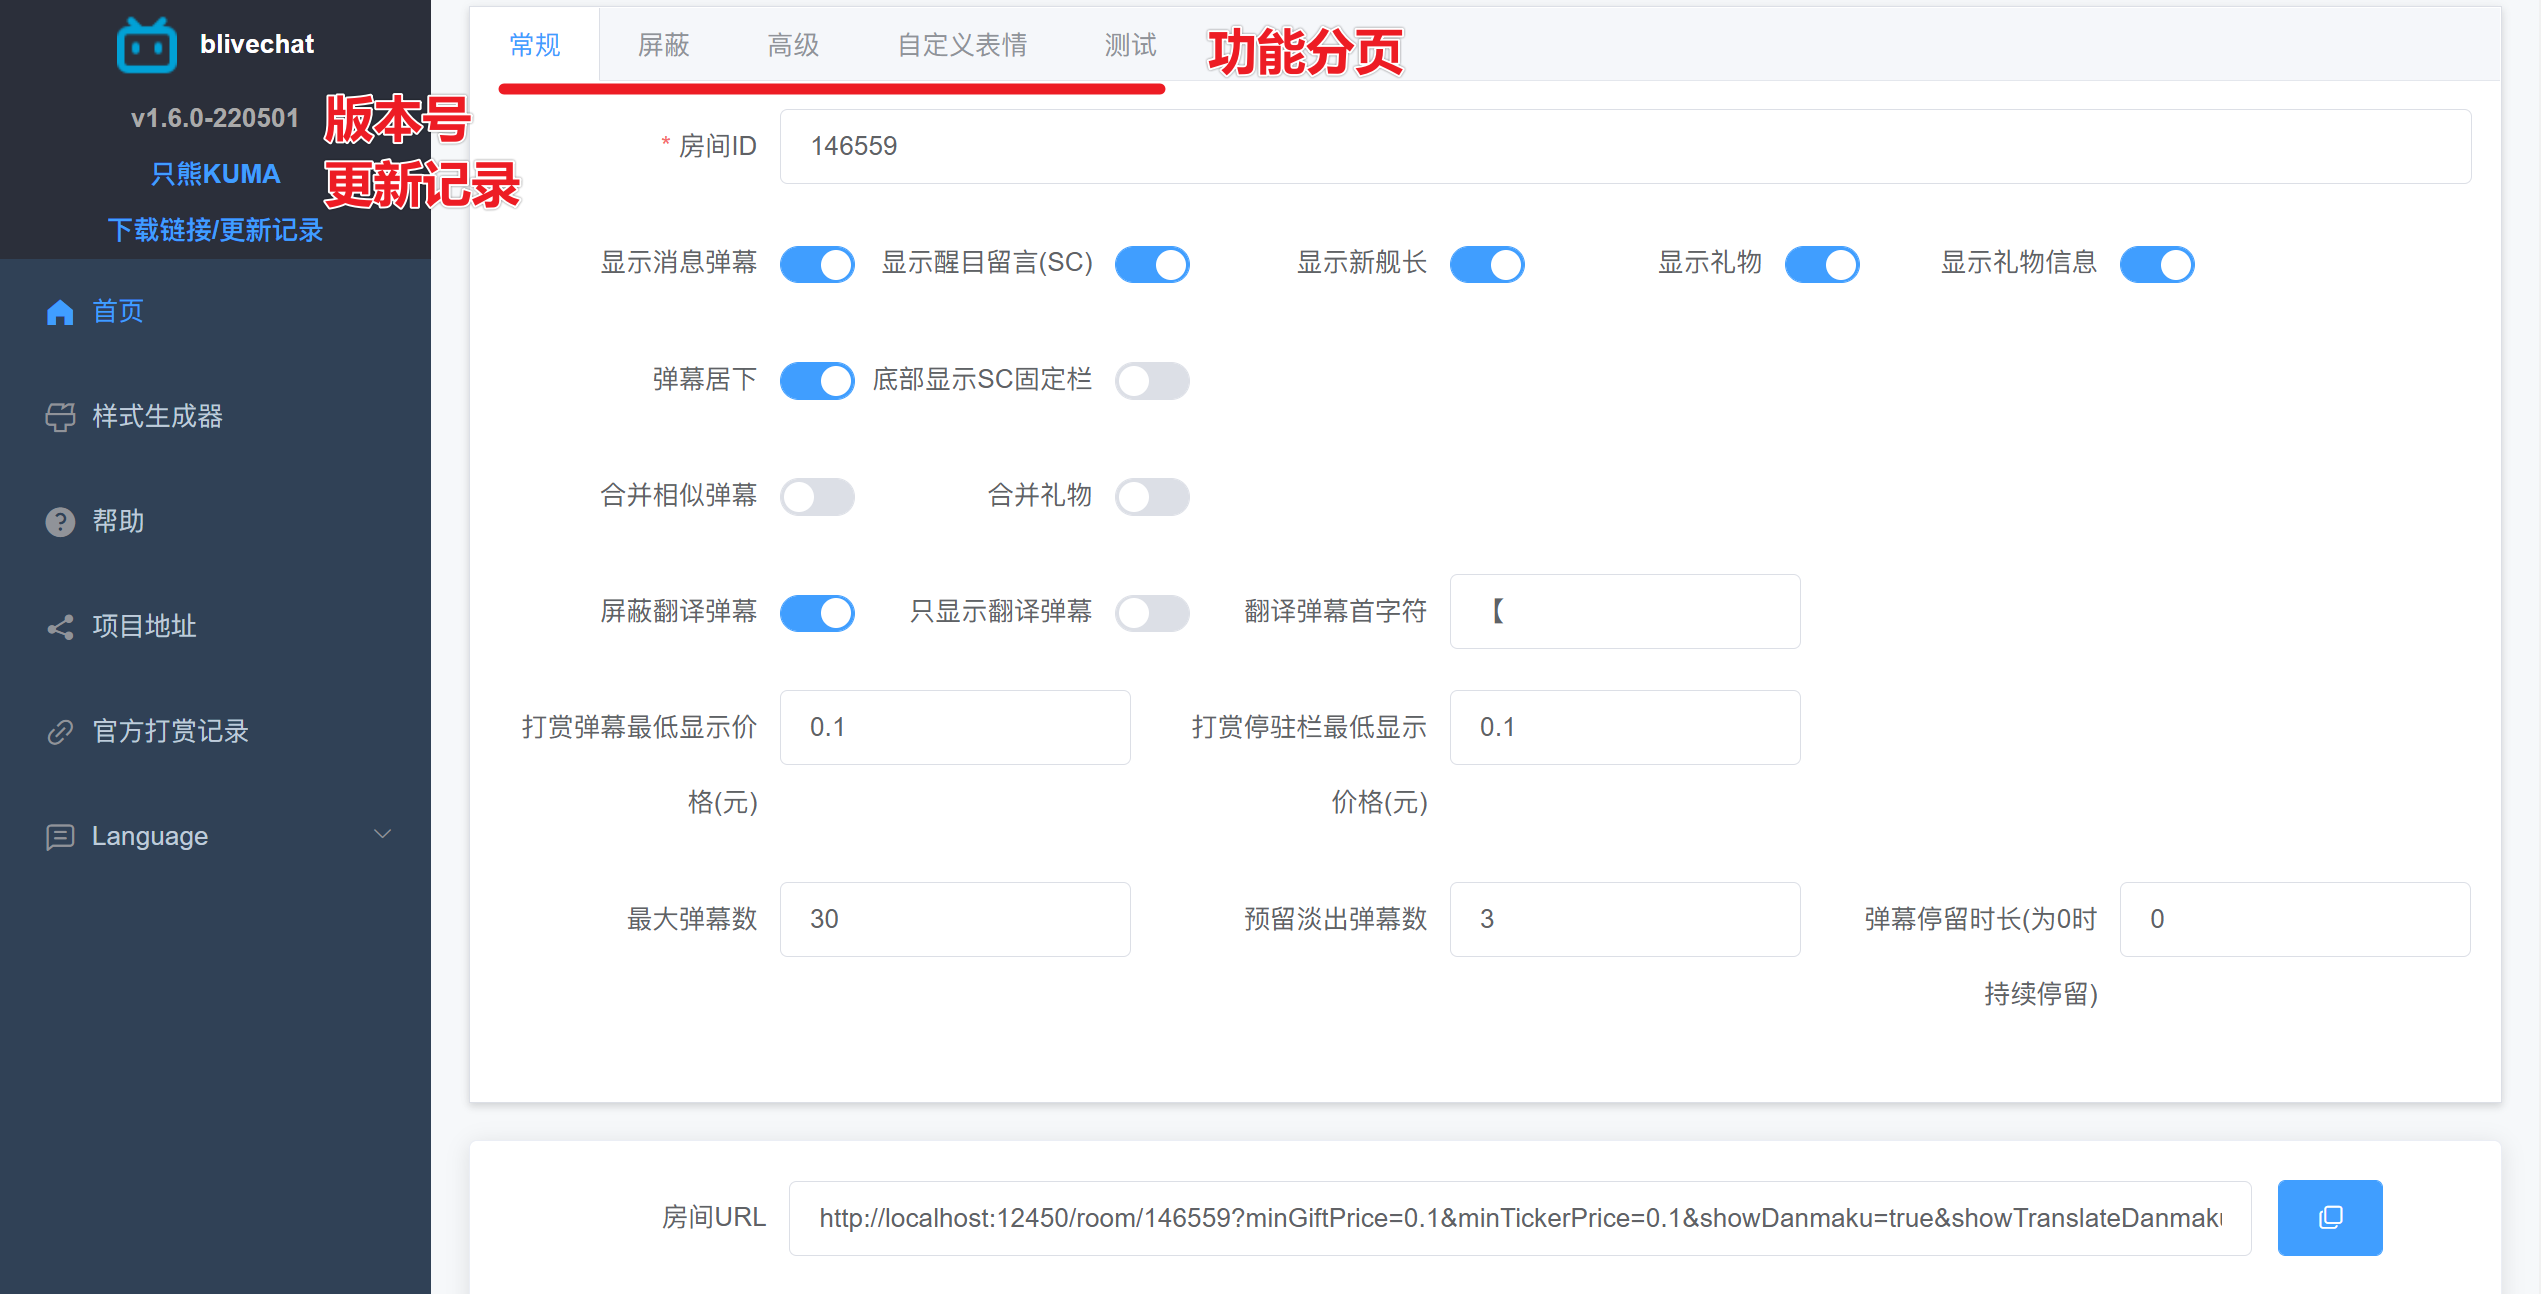 blivechat
v1.6.0-220501
版本号
只熊KUMA
更新记录
下载链接/更新记录
首页
样式生成器
帮助
项目地址
官方打赏记录
Language
常规 屏蔽 高级 自定义表情 测试
功能分页
* 房间ID 146559
显示消息弹幕 显示醒目留言(SC) 显示新舰长 显示礼物 显示礼物信息
弹幕居下 底部显示SC固定栏
合并相似弹幕 合并礼物
屏蔽翻译弹幕 只显示翻译弹幕 翻译弹幕首字符 【
打赏弹幕最低显示价 0.1 打赏停驻栏最低显示 0.1
格(元) 价格(元)
最大弹幕数 30 预留淡出弹幕数 3 弹幕停留时长(为0时 0
持续停留)
房间URL http://localhost:12450/room/146559?minGiftPrice=0.1&minTickerPrice=0.1&showDanmaku=true&showTranslateDanmaku